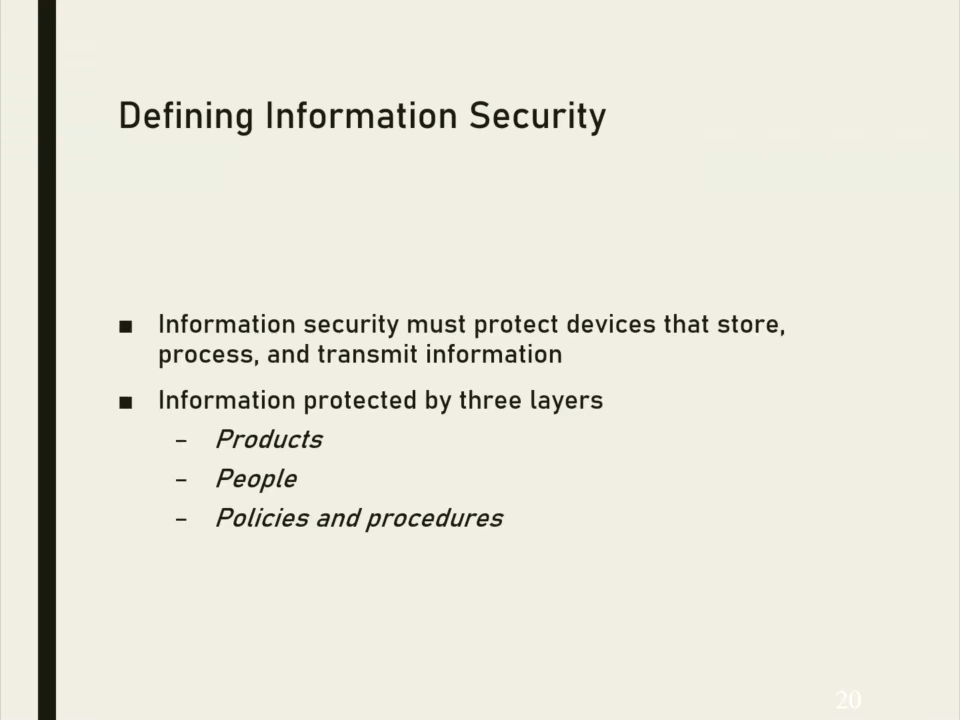 Defining Information Security
■ Information security must protect devices that store,
process, and transmit information
■ Information protected by three layers
– Products
– People
– Policies and procedures
20